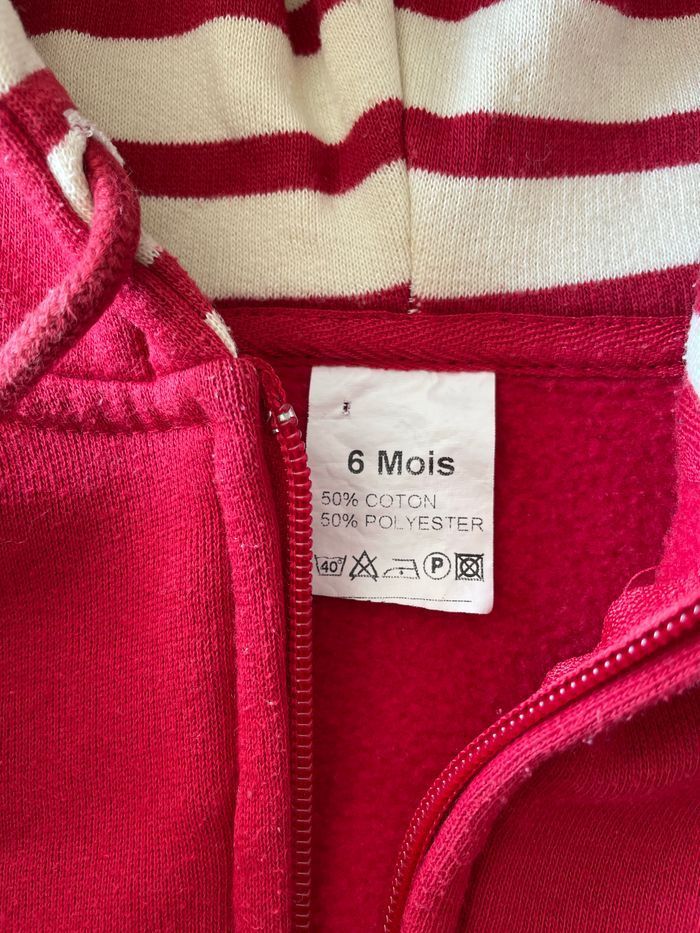 6 Mois
50% COTON
50% POLYESTER
40° P